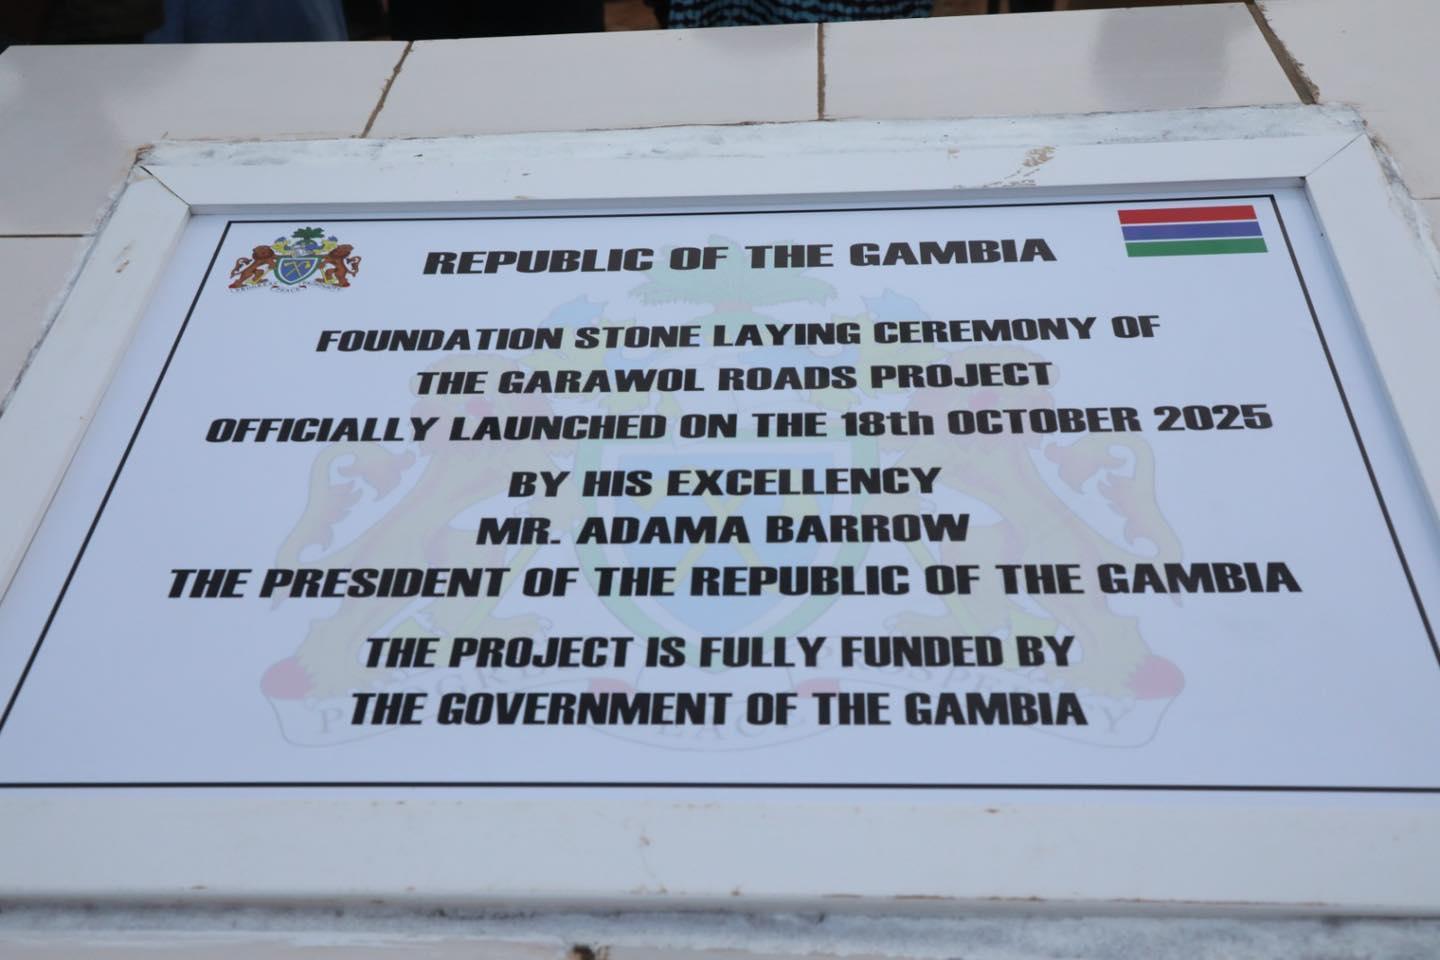 REPUBLIC OF THE GAMBIA
FOUNDATION STONE LAYING CEREMONY OF
THE GARAWOL ROADS PROJECT
OFFICIALLY LAUNCHED ON THE 18th OCTOBER 2025
BY HIS EXCELLENCY
MR. ADAMA BARROW
THE PRESIDENT OF THE REPUBLIC OF THE GAMBIA
THE PROJECT IS FULLY FUNDED BY
THE GOVERNMENT OF THE GAMBIA